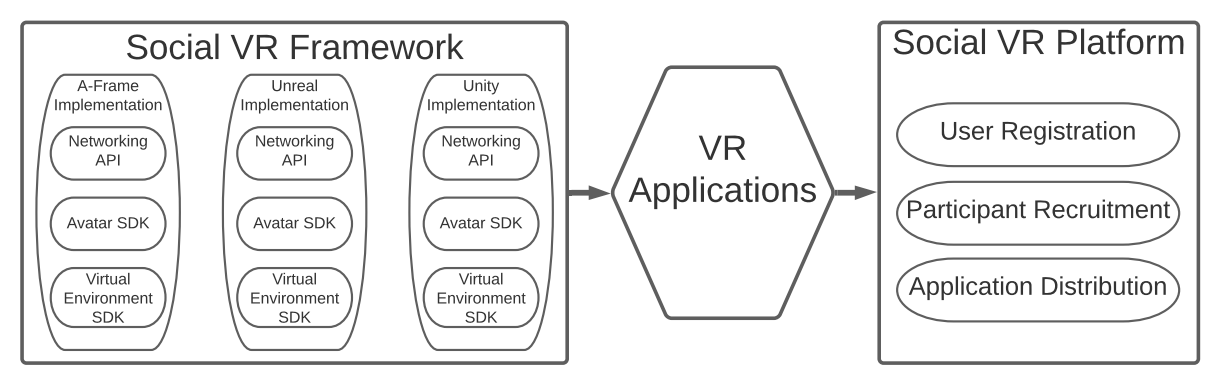 Social VR Framework
A-Frame
Implementation
Networking
API
Avatar SDK
Virtual
Environment
SDK
Unreal
Implementation
Networking
API
Avatar SDK
Virtual
Environment
SDK
Unity
Implementation
Networking
API
Avatar SDK
Virtual
Environment
SDK
VR
Applications
Social VR Platform
User Registration
Participant Recruitment
Application Distribution